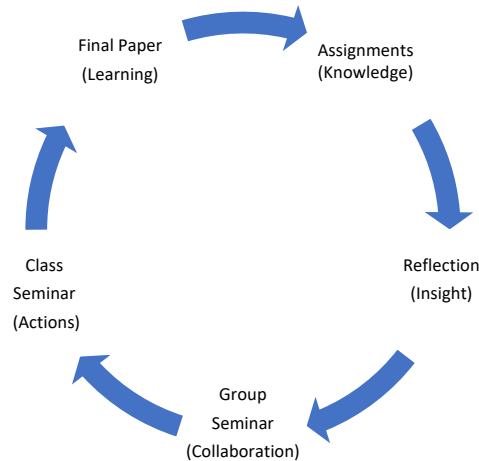 Final Paper
(Learning)
Assignments
(Knowledge)
Reflection
(Insight)
Group
Seminar
(Collaboration)
Class
Seminar
(Actions)